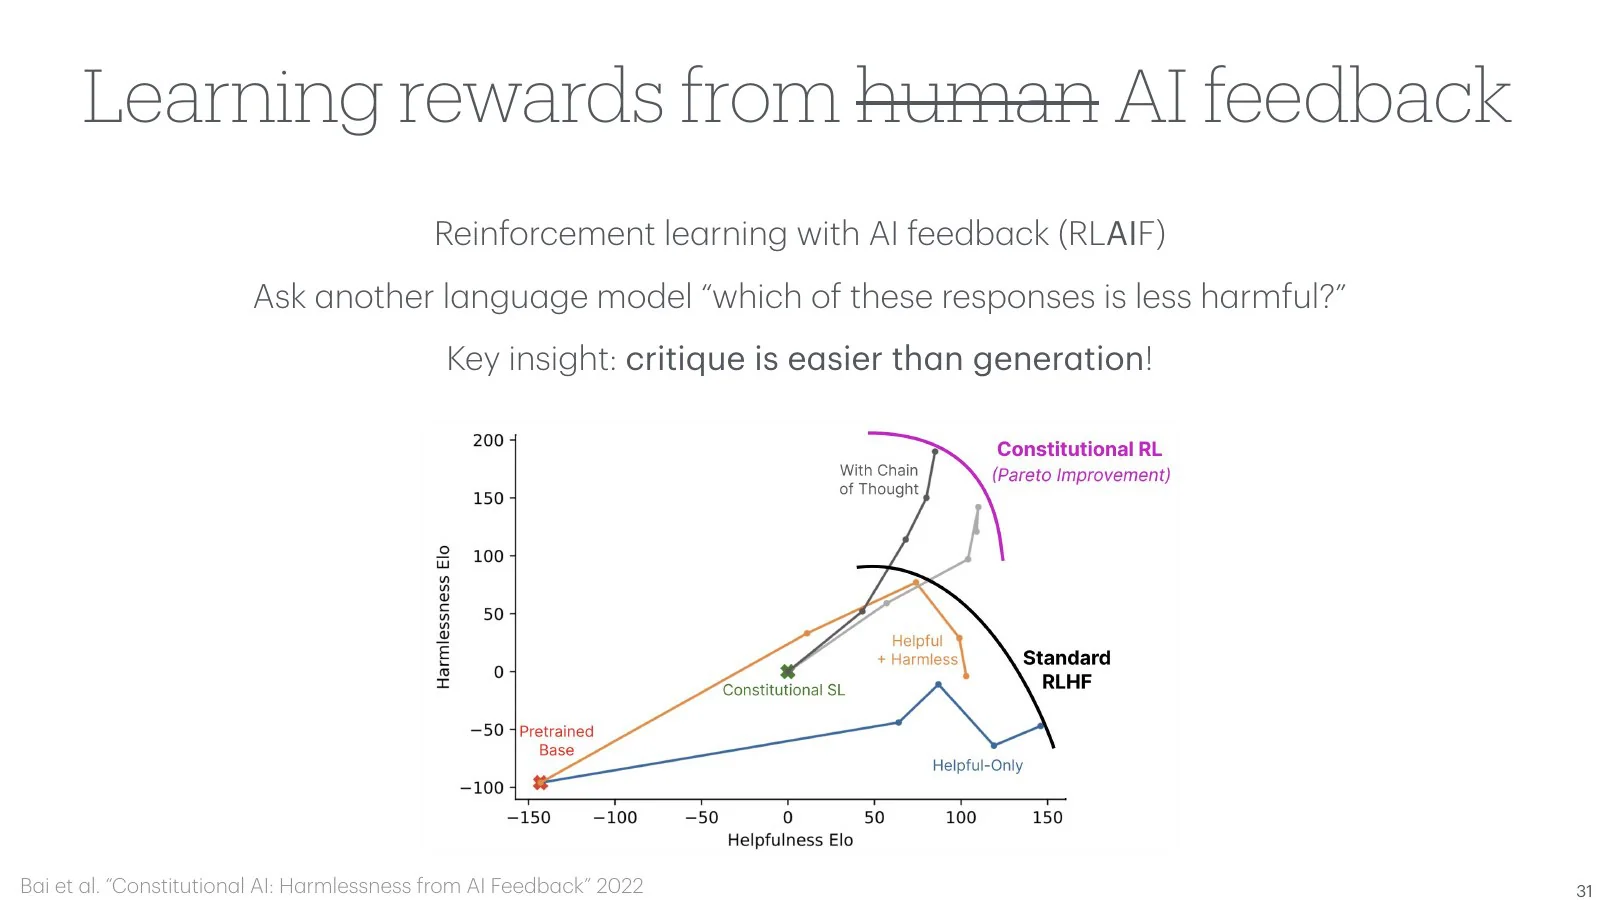 Learning rewards from human AI feedback
Reinforcement learning with AI feedback (RLAIF)
Ask another language model “which of these responses is less harmful?”
Key insight: critique is easier than generation!
200
150
100
50
0
−50
−100
Harmlessness Elo
−150
−100
−50
0
50
100
150
Helpfulness Elo
With Chain
of Thought
Constitutional RL
(Pareto Improvement)
Helpful
+ Harmless
Standard
RLHF
Constitutional SL
Pretrained
Base
Helpful-Only
Bai et al. “Constitutional AI: Harmlessness from AI Feedback” 2022
31